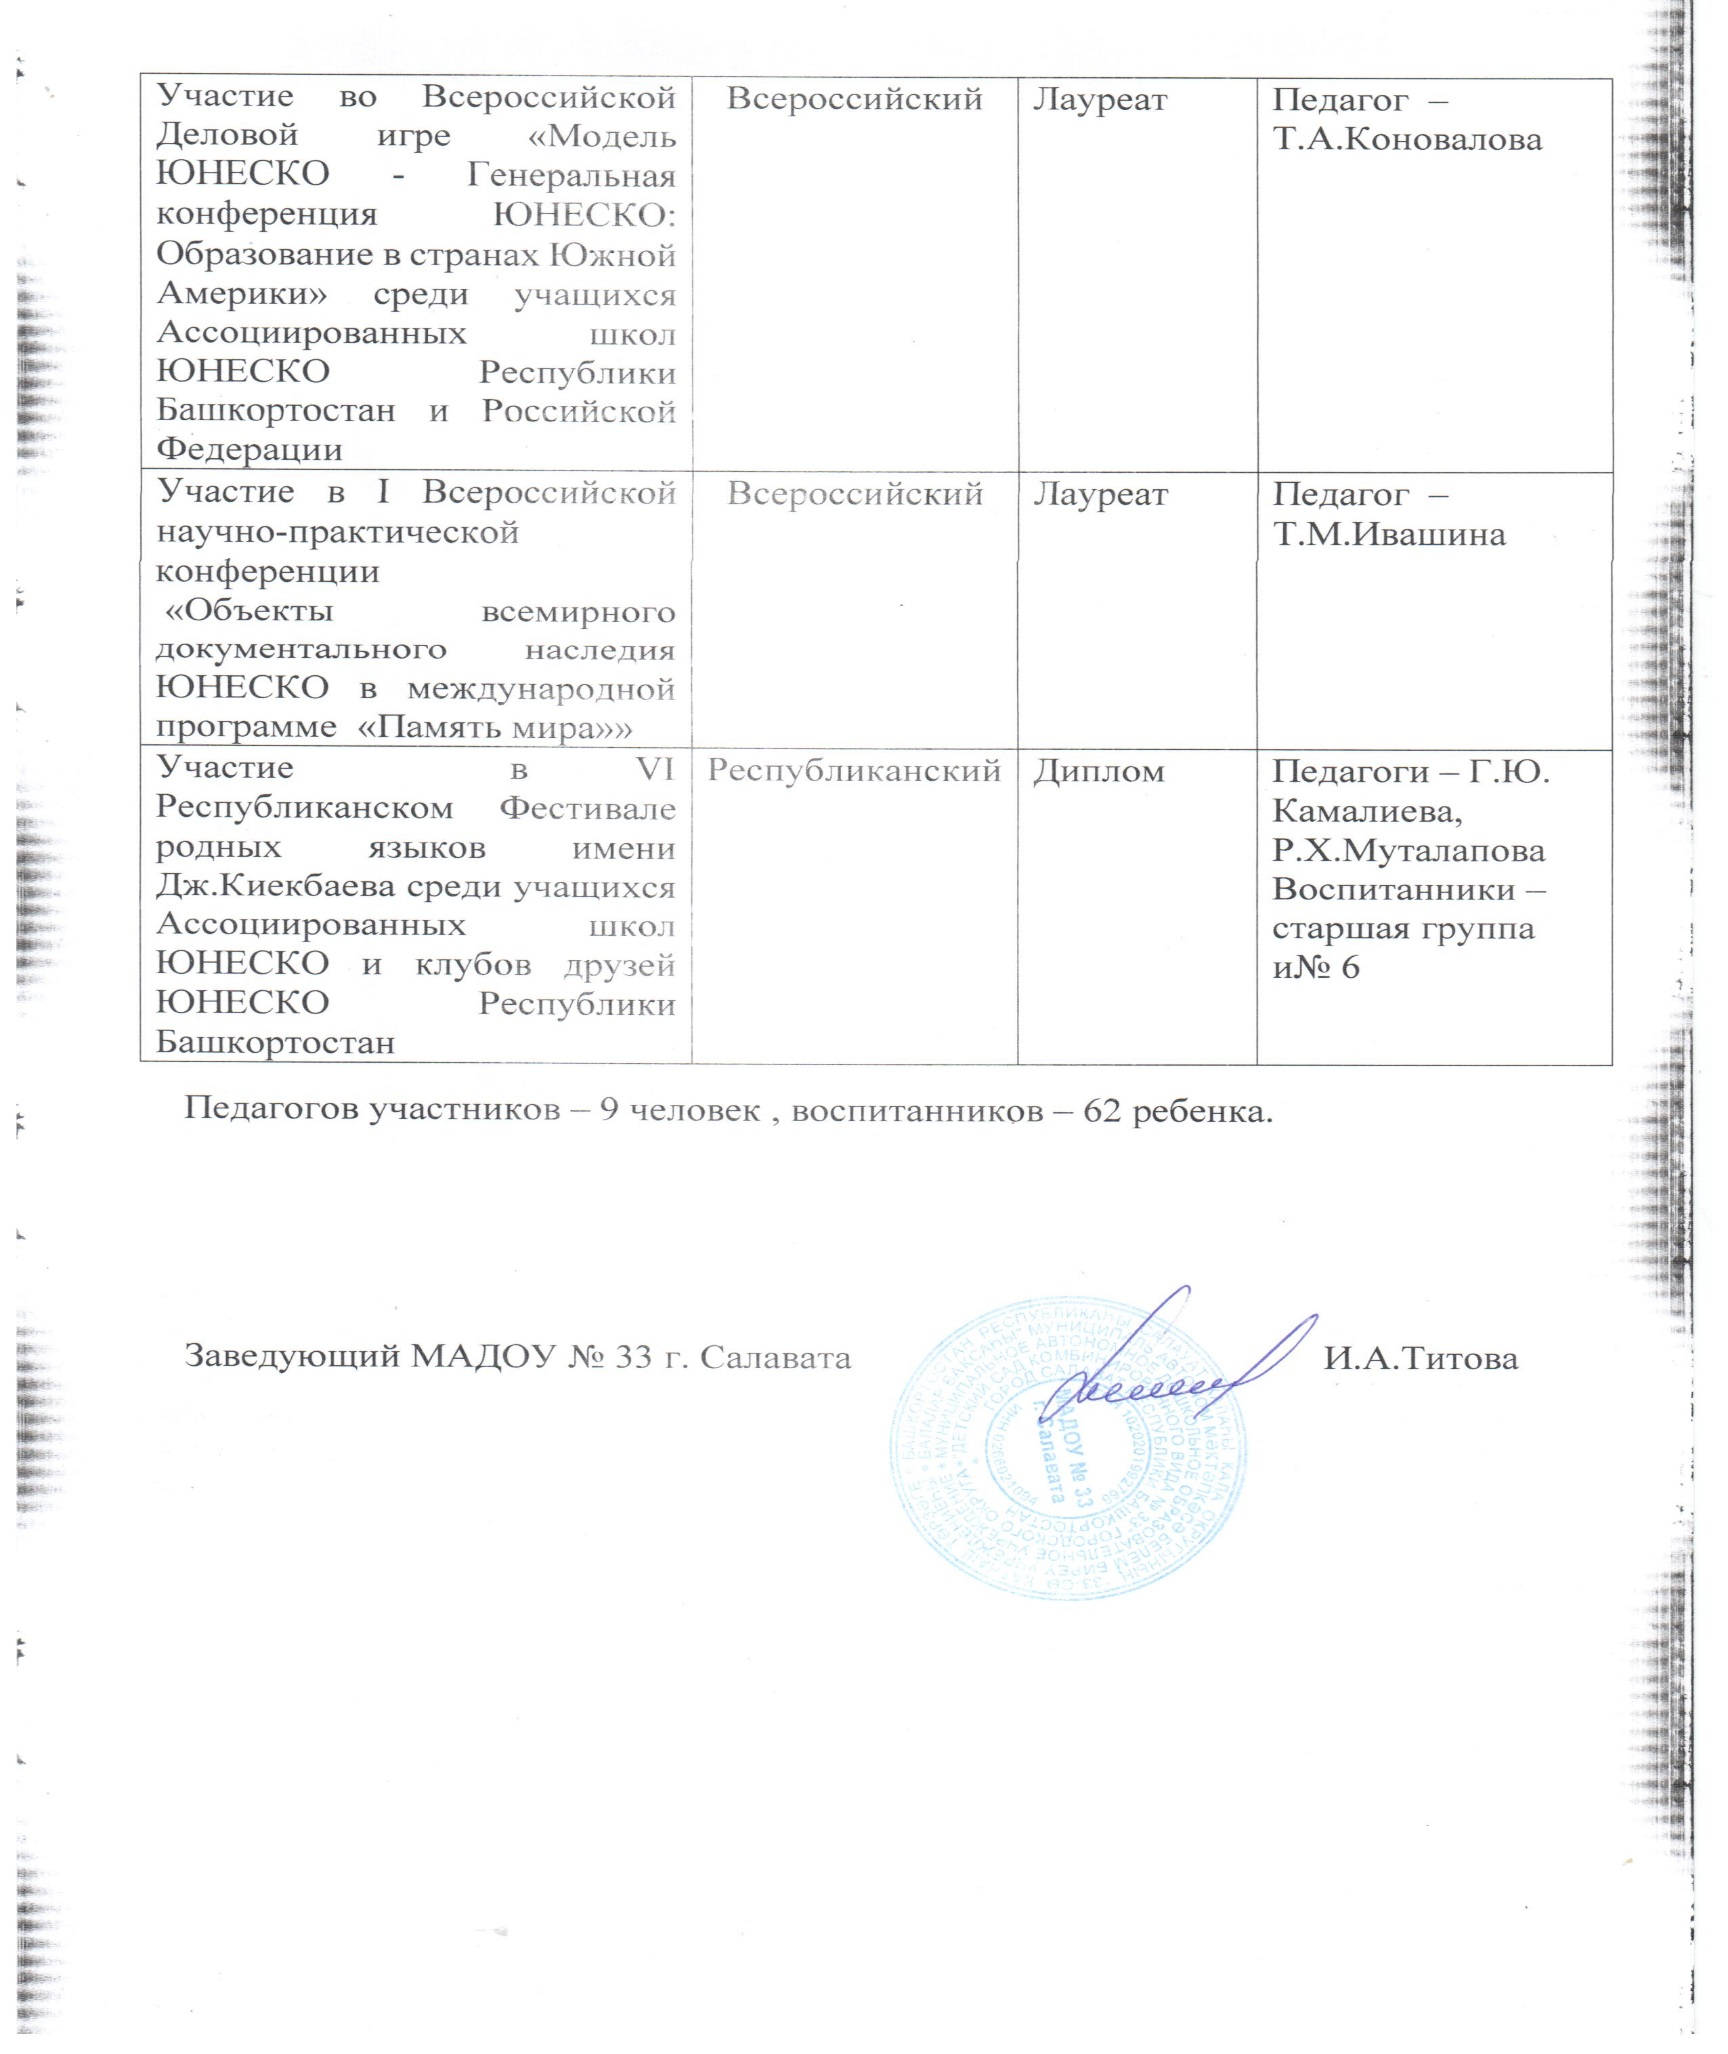 Участие во Всероссийской
Деловой игре «Модель
ЮНЕСКО - Генеральная
конференция ЮНЕСКО:
Образование в странах Южной
Америки» среди учащихся
Ассоциированных школ
ЮНЕСКО Республики
Башкортостан и Российской
Федерации
Всероссийский
Лауреат
Педагог –
Т.А.Коновалова
Участие в I Всероссийской
научно-практической
конференции
«Объекты всемирного
документального наследия
ЮНЕСКО в международной
программе «Память мира»»
Всероссийский
Лауреат
Педагог –
Т.М.Ивашина
Участие в VI
Республиканском Фестивале
родных языков имени
Дж.Киекбаева среди учащихся
Ассоциированных школ
ЮНЕСКО и клубов друзей
ЮНЕСКО Республики
Башкортостан
Республиканский
Диплом
Педагоги – Г.Ю.
Камалиева,
Р.Х.Муталапова
Воспитанники –
старшая группа
и№ 6
Педагогов участников – 9 человек , воспитанников – 62 ребенка.
Заведующий МАДОУ № 33 г. Салавата
И.А.Титова
МАДОУ № 33
г. Салавата